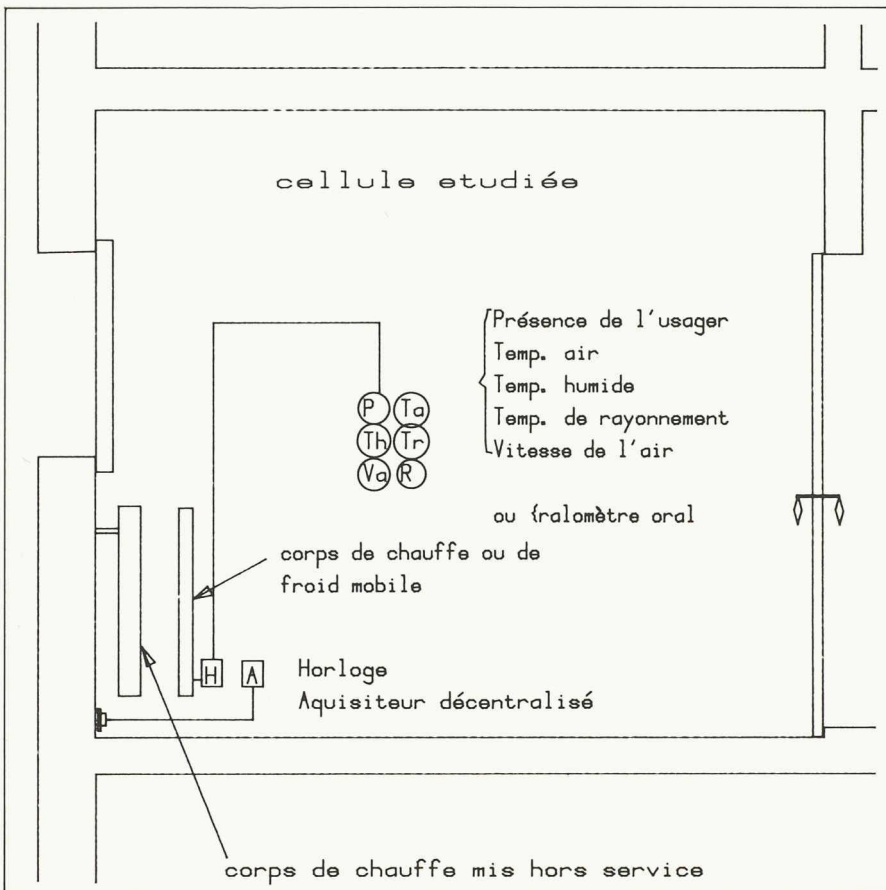 cellule etudiée
Présence de l'usager
Temp. air
Temp. humide
Temp. de rayonnement
Vitesse de l'air
P Ta
Th Tr
Va R
ou {ralomètre oral
corps de chauffe ou de
froid mobile
H A
Horloge
Aquisiteur décentralisé
corps de chauffe mis hors service